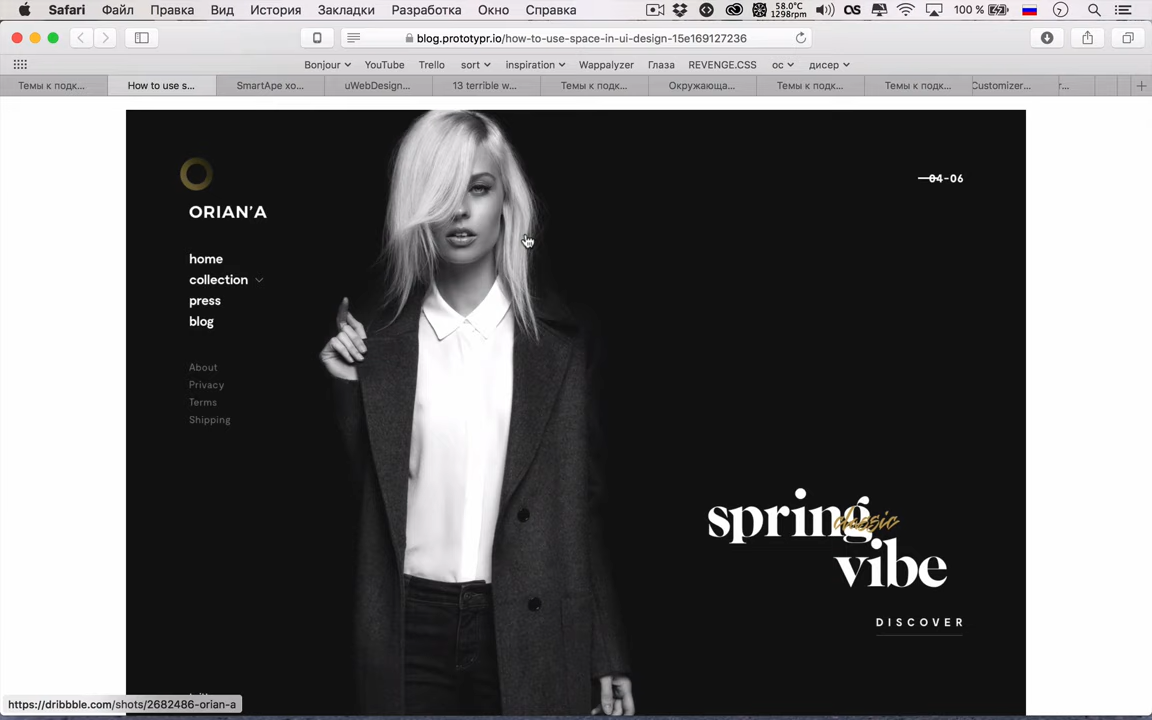 Safari Файл Правка Вид История Закладки Разработка Окно Справка 58.0°C 1298rpm 100 %
blog.prototypr.io/how-to-use-space-in-ui-design-15e169127236
Bonjour YouTube Trello sort inspiration Wappalyzer Глаза REVENGE.CSS ос дисер
Темы к подк... How to use s... SmartApe хо... uWebDesign... 13 terrible w... Темы к подк... Окружающа... Темы к подк... Темы к подк... Customizer...
04-06
ORIAN'A
home
collection
press
blog
About
Privacy
Terms
Shipping
spring
classic
vibe
DISCOVER
https://dribbble.com/shots/2682486-orian-a